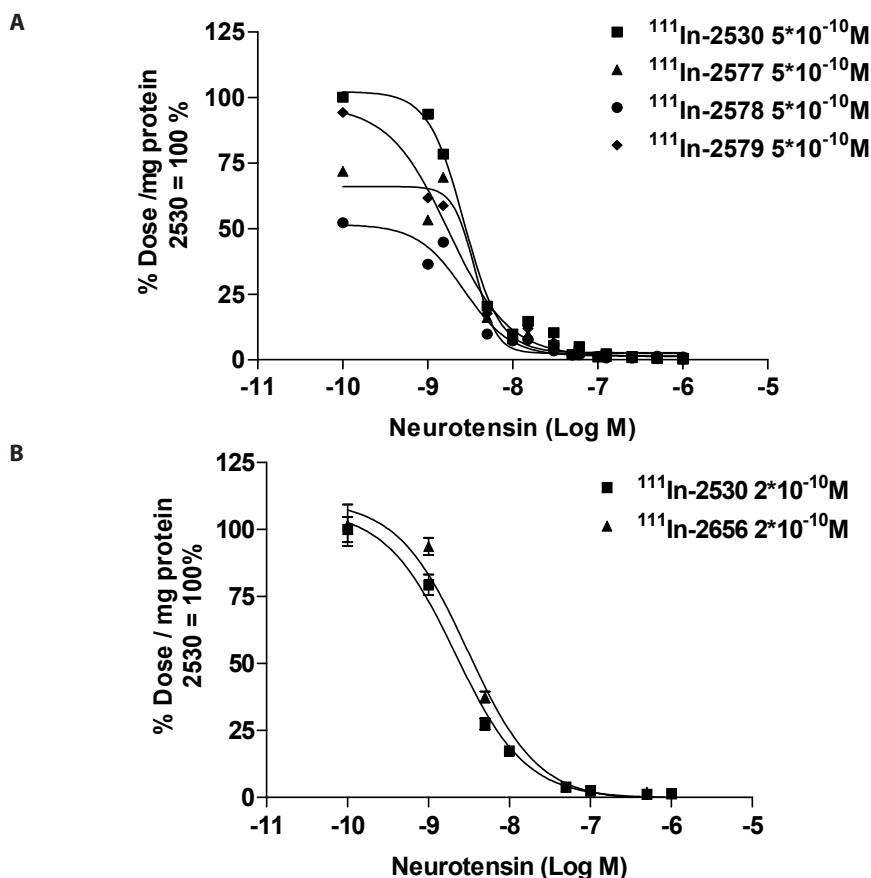 A
¹¹¹In-2530 5*10⁻¹⁰M
¹¹¹In-2577 5*10⁻¹⁰M
¹¹¹In-2578 5*10⁻¹⁰M
¹¹¹In-2579 5*10⁻¹⁰M
% Dose /mg protein
2530 = 100 %
125
100
75
50
25
0
-11 -10 -9 -8 -7 -6 -5
Neurotensin (Log M)
B
¹¹¹In-2530 2*10⁻¹⁰M
¹¹¹In-2656 2*10⁻¹⁰M
% Dose / mg protein
2530 = 100%
125
100
75
50
25
0
-11 -10 -9 -8 -7 -6 -5
Neurotensin (Log M)